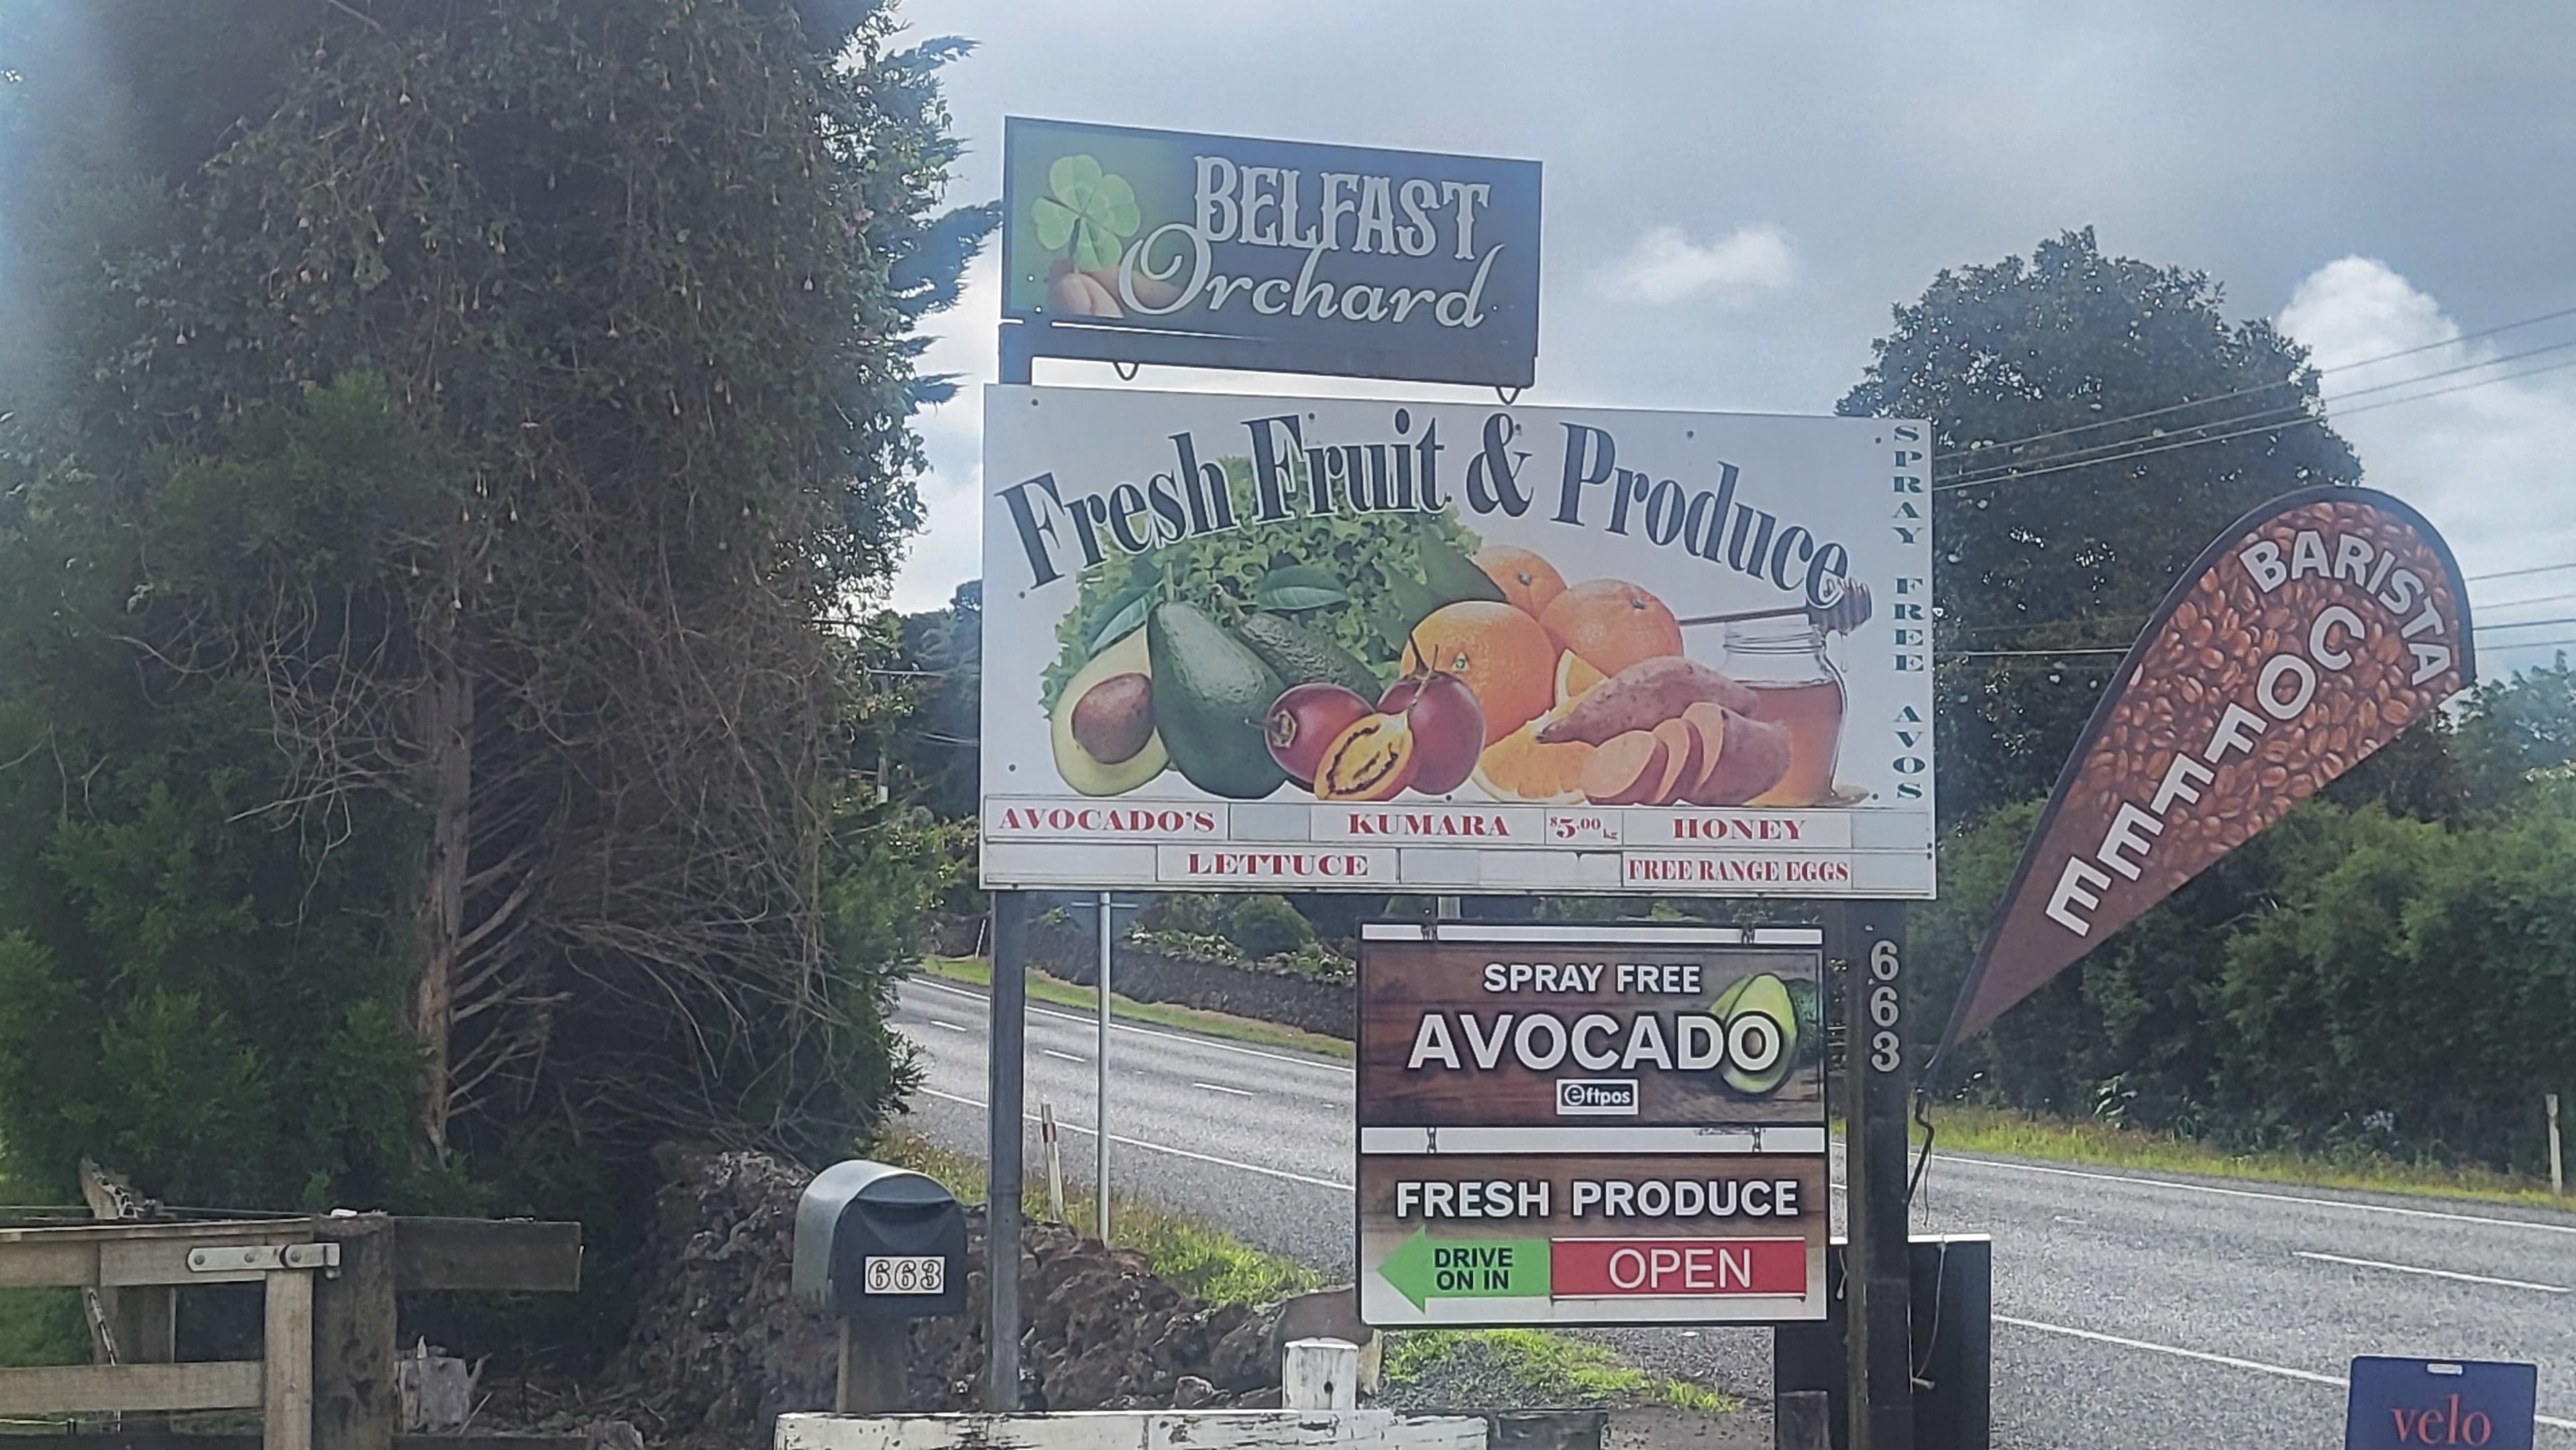 BELFAST
Orchard
Fresh Fruit & Produce
SPRAY FREE AVOS
AVOCADO'S
KUMARA $5.00 kg
HONEY
LETTUCE
FREE RANGE EGGS
BARISTA
COFFEE
SPRAY FREE
AVOCADO
eftpos
663
FRESH PRODUCE
DRIVE
ON IN
OPEN
663
velo